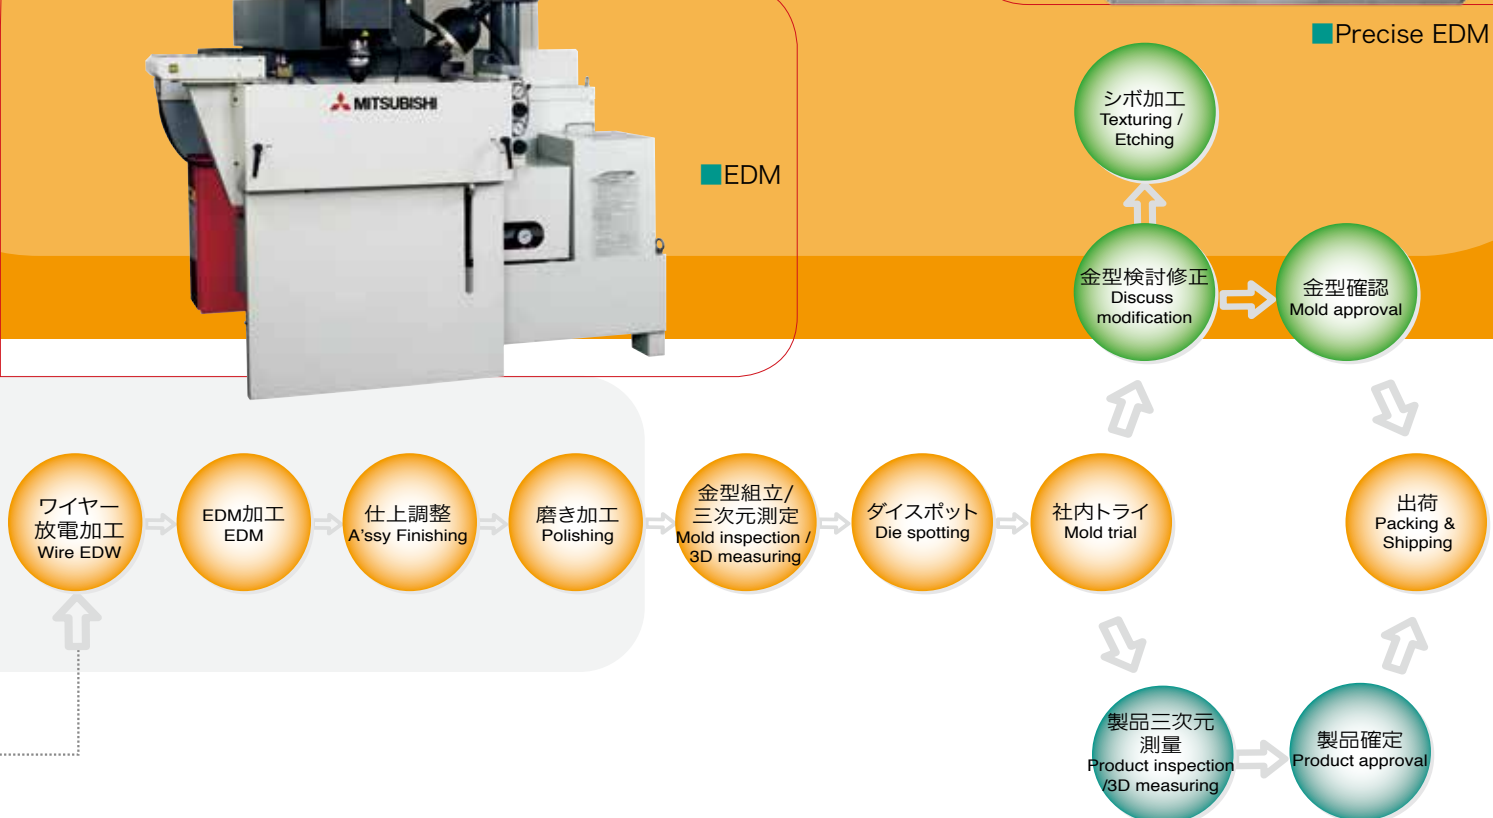 ■Precise EDM
MITSUBISHI
■EDM
シボ加工
Texturing /
Etching
金型検討修正
Discuss
modification
金型確認
Mold approval
ワイヤー
放電加工
Wire EDW
EDM加工
EDM
仕上調整
A'ssy Finishing
磨き加工
Polishing
金型組立/
三次元測定
Mold inspection /
3D measuring
ダイスポット
Die spotting
社内トライ
Mold trial
出荷
Packing &
Shipping
製品三次元
測量
Product inspection
/3D measuring
製品確定
Product approval